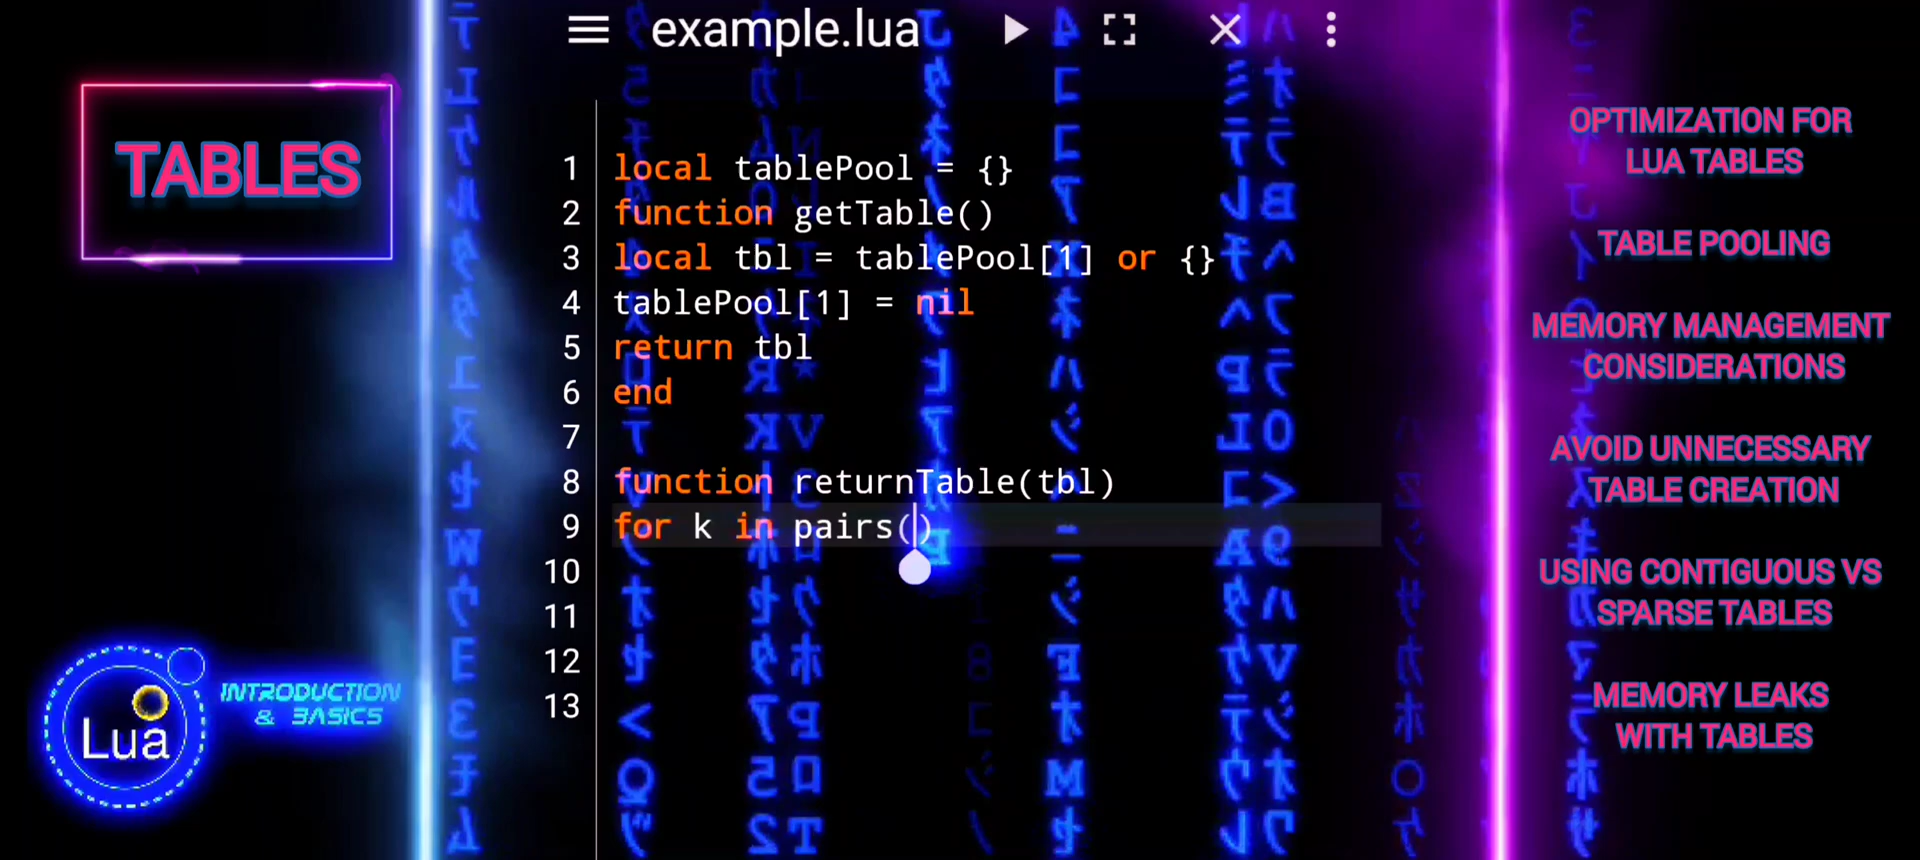 example.lua
TABLES
1 local tablePool = {}
2 function getTable()
3 local tbl = tablePool[1] or {}
4 tablePool[1] = nil
5 return tbl
6 end
7
8 function returnTable(tbl)
9 for k in pairs()
10
11
12
13
Lua
INTRODUCTION
& BASICS
OPTIMIZATION FOR
LUA TABLES
TABLE POOLING
MEMORY MANAGEMENT
CONSIDERATIONS
AVOID UNNECESSARY
TABLE CREATION
USING CONTIGUOUS VS
SPARSE TABLES
MEMORY LEAKS
WITH TABLES